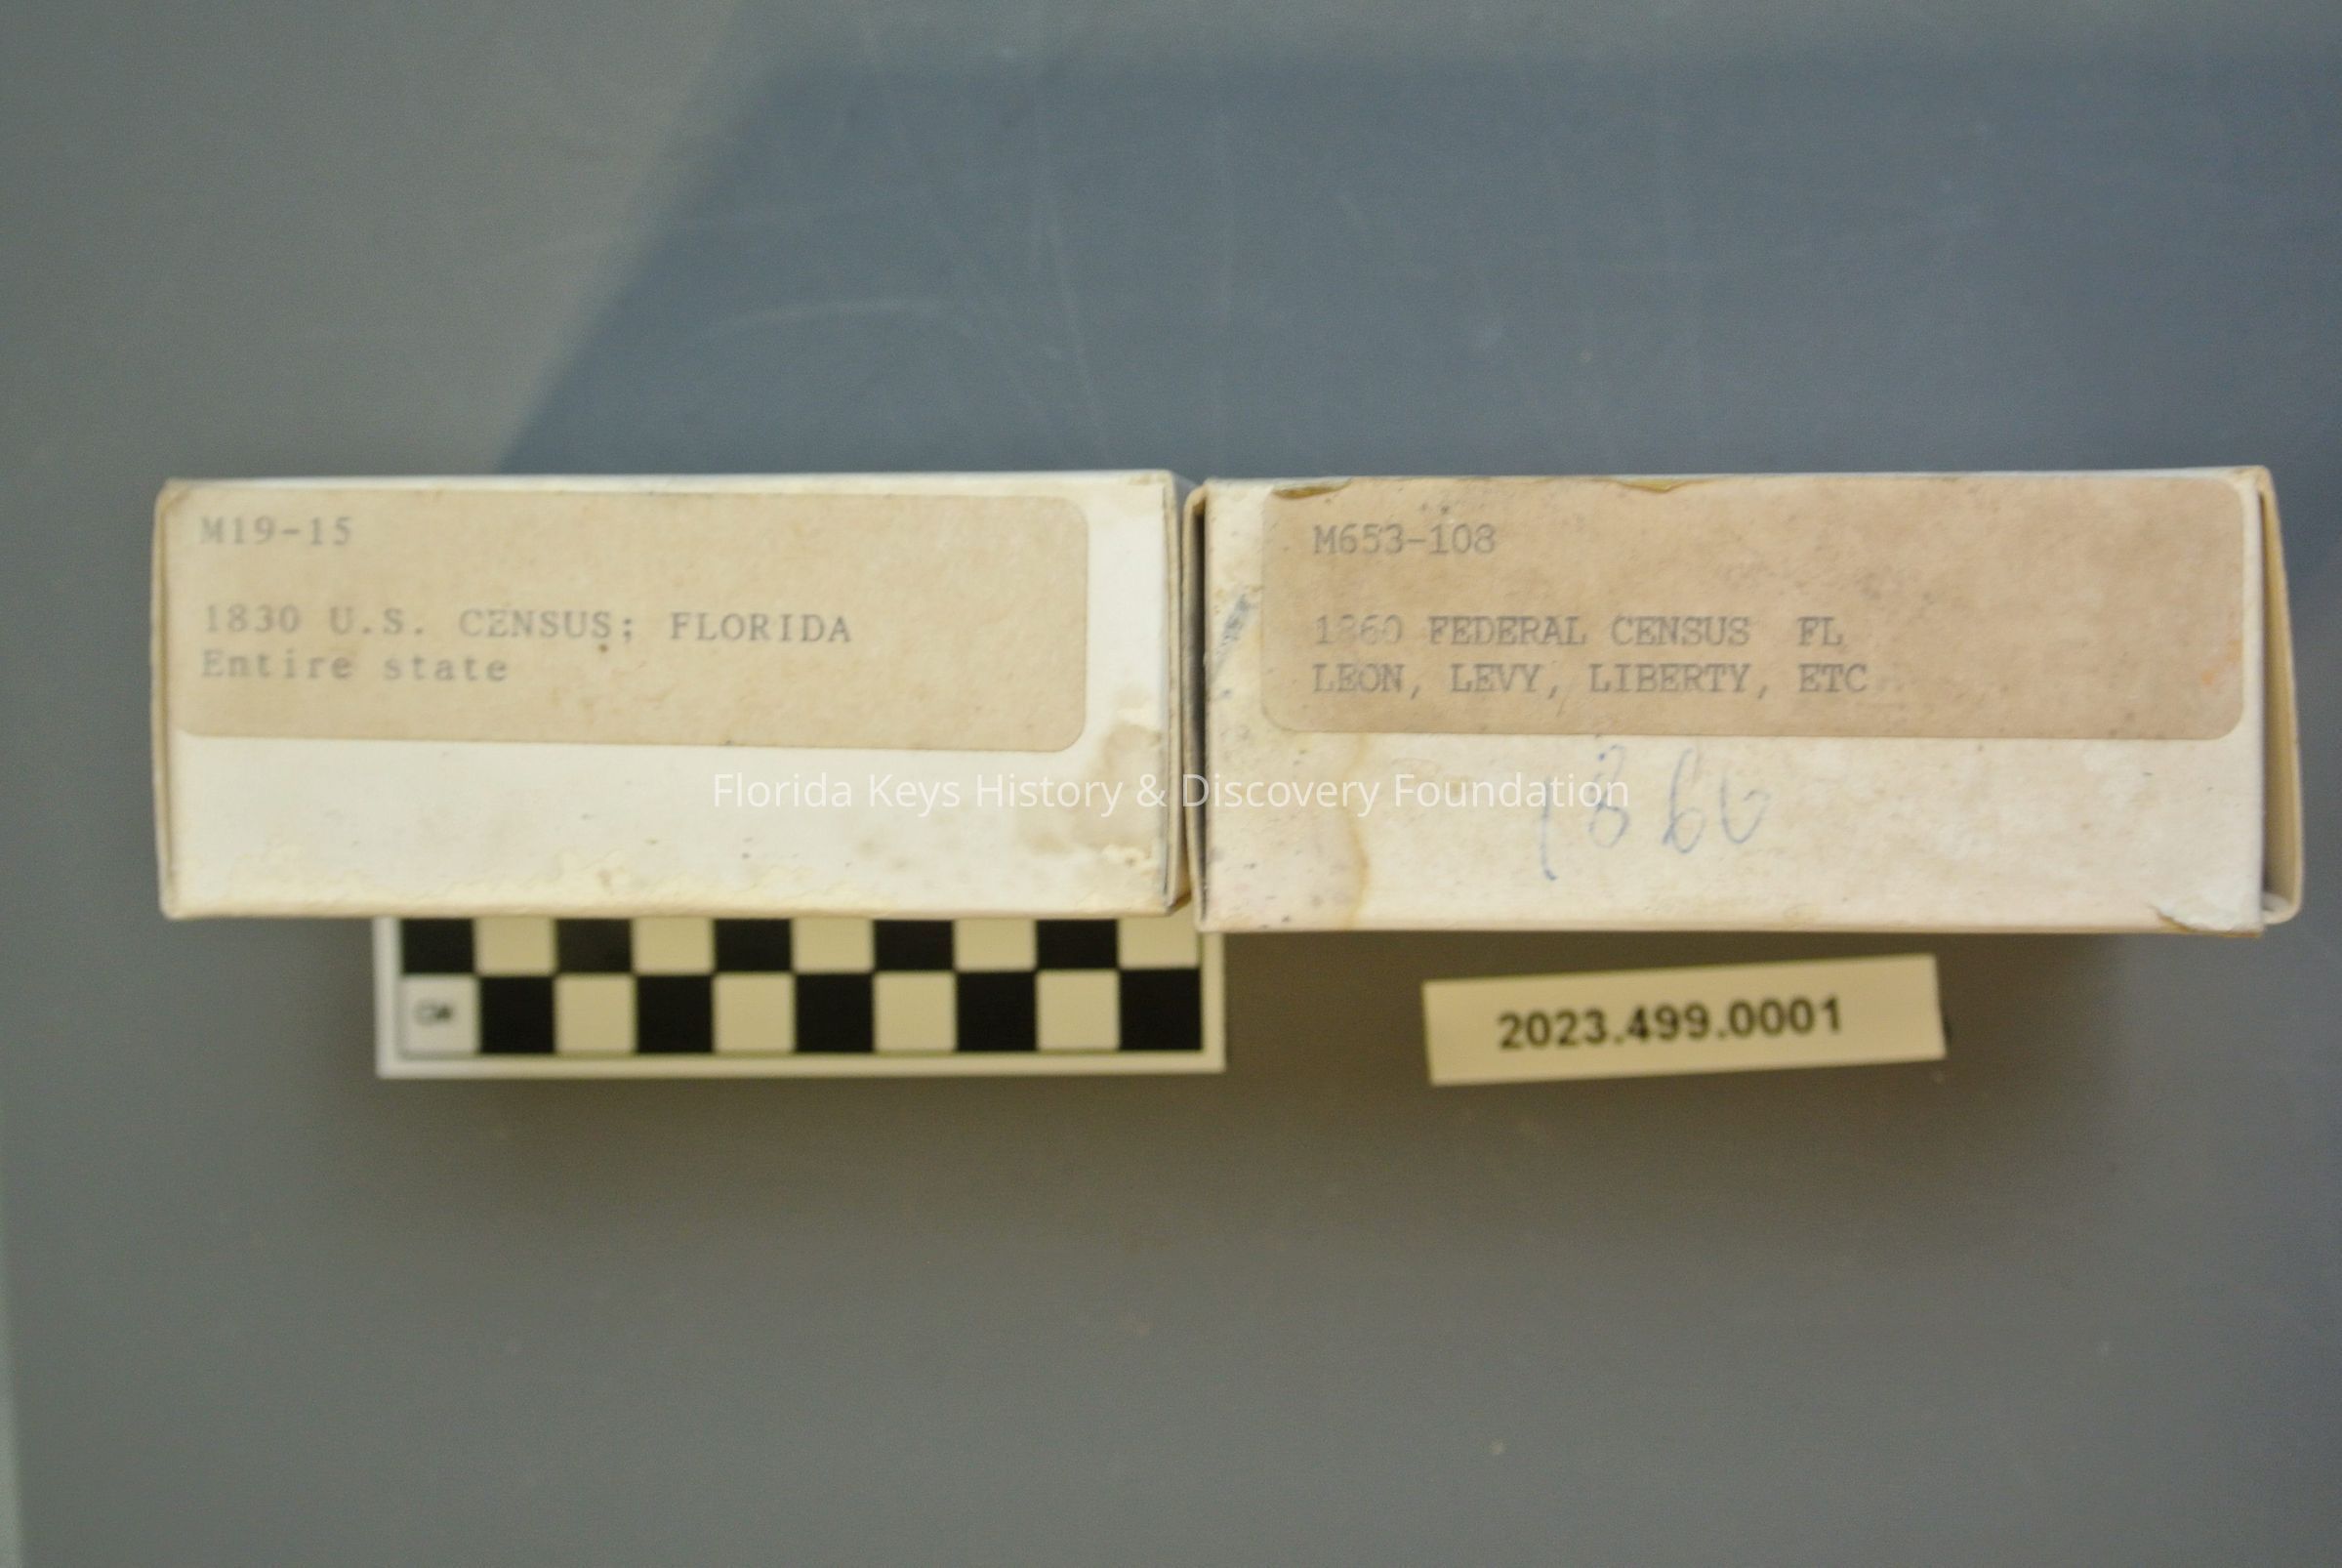 M19-15
1830 U.S. CENSUS; FLORIDA
Entire state
M653-108
1860 FEDERAL CENSUS FL
LEON, LEVY, LIBERTY, ETC
1860
Florida Keys History & Discovery Foundation
CM
2023.499.0001